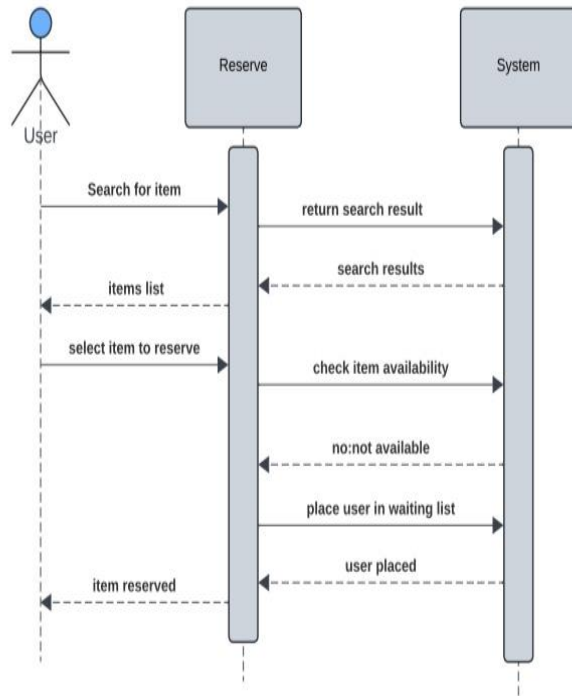 Reserve
System
User
Search for item
return search result
search results
items list
select item to reserve
check item availability
no:not available
place user in waiting list
user placed
item reserved